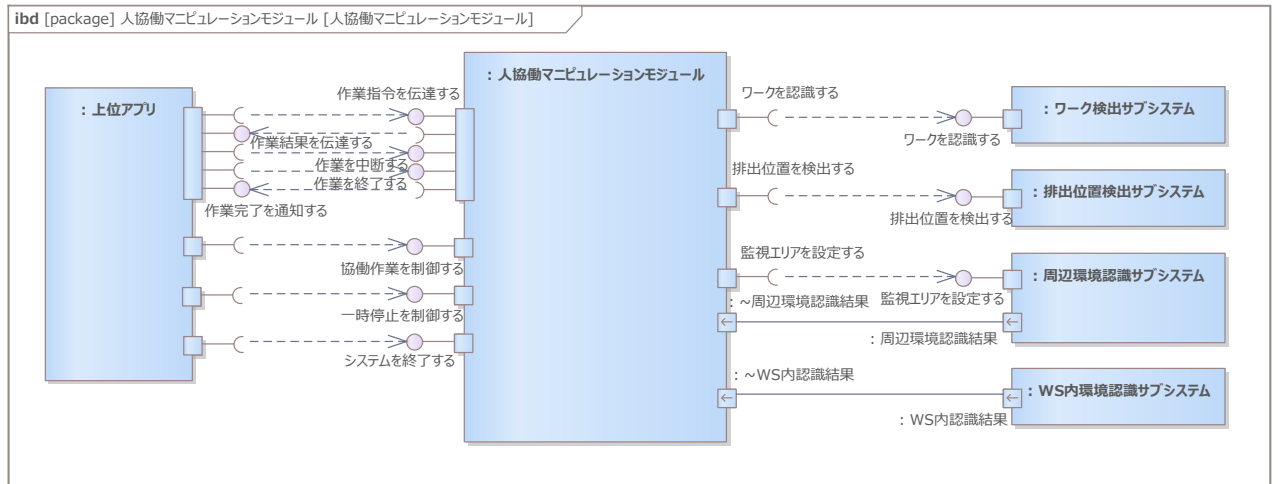 ibd [package] 人協働マニピュレーションモジュール [人協働マニピュレーションモジュール]
: 上位アプリ
: 人協働マニピュレーションモジュール
作業指令を伝達する
作業結果を伝達する
作業を中断する
作業を終了する
作業完了を通知する
協働作業を制御する
一時停止を制御する
システムを終了する
ワークを認識する
ワークを認識する
: ワーク検出サブシステム
排出位置を検出する
排出位置を検出する
: 排出位置検出サブシステム
監視エリアを設定する
監視エリアを設定する
: 周辺環境認識サブシステム
: ~周辺環境認識結果
: 周辺環境認識結果
: ~WS内認識結果
: WS内認識結果
: WS内環境認識サブシステム